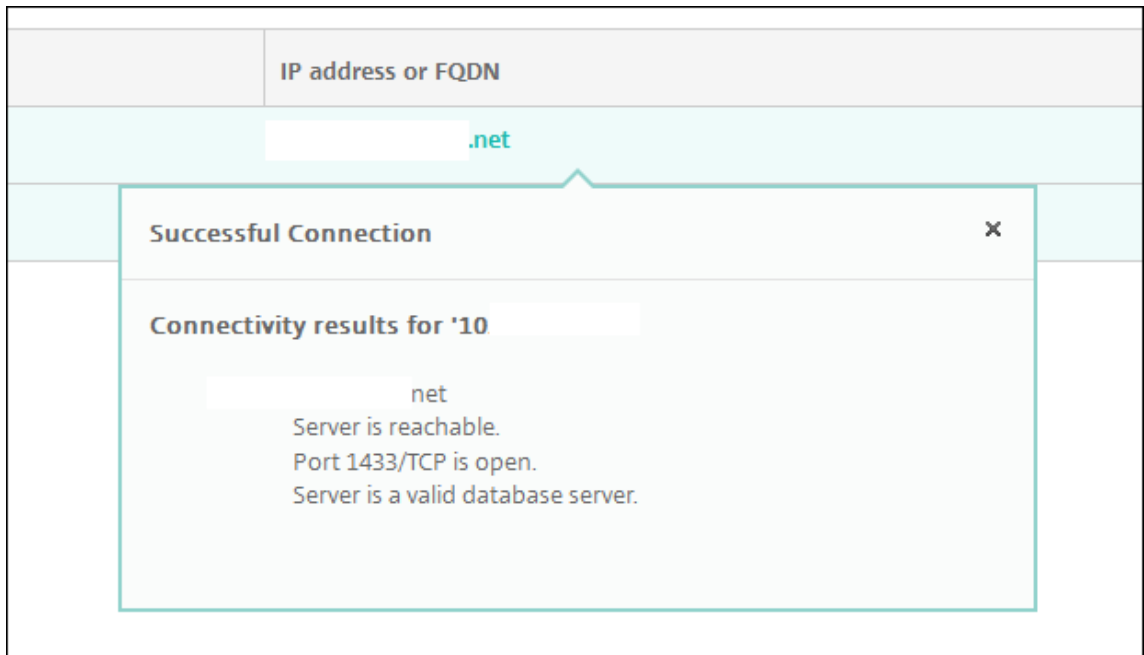 IP address or FQDN
.net
Successful Connection
Connectivity results for '10
net
Server is reachable.
Port 1433/TCP is open.
Server is a valid database server.